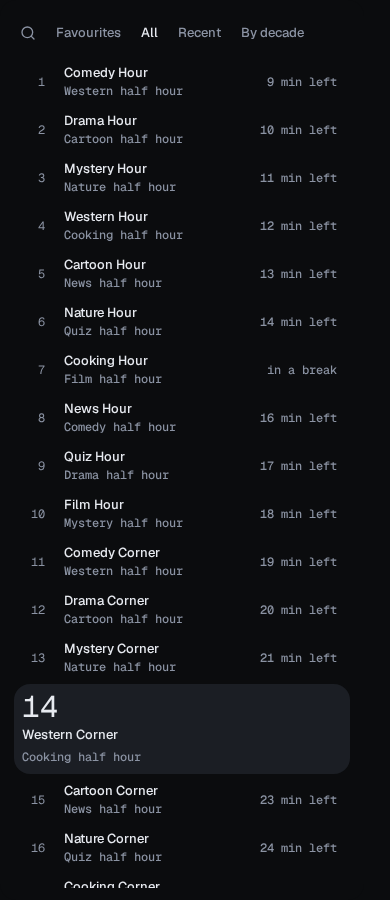 Favourites All Recent By decade
1 Comedy Hour 9 min left
Western half hour
2 Drama Hour 10 min left
Cartoon half hour
3 Mystery Hour 11 min left
Nature half hour
4 Western Hour 12 min left
Cooking half hour
5 Cartoon Hour 13 min left
News half hour
6 Nature Hour 14 min left
Quiz half hour
7 Cooking Hour in a break
Film half hour
8 News Hour 16 min left
Comedy half hour
9 Quiz Hour 17 min left
Drama half hour
10 Film Hour 18 min left
Mystery half hour
11 Comedy Corner 19 min left
Western half hour
12 Drama Corner 20 min left
Cartoon half hour
13 Mystery Corner 21 min left
Nature half hour
14
Western Corner
Cooking half hour
15 Cartoon Corner 23 min left
News half hour
16 Nature Corner 24 min left
Quiz half hour
Cooking Corner